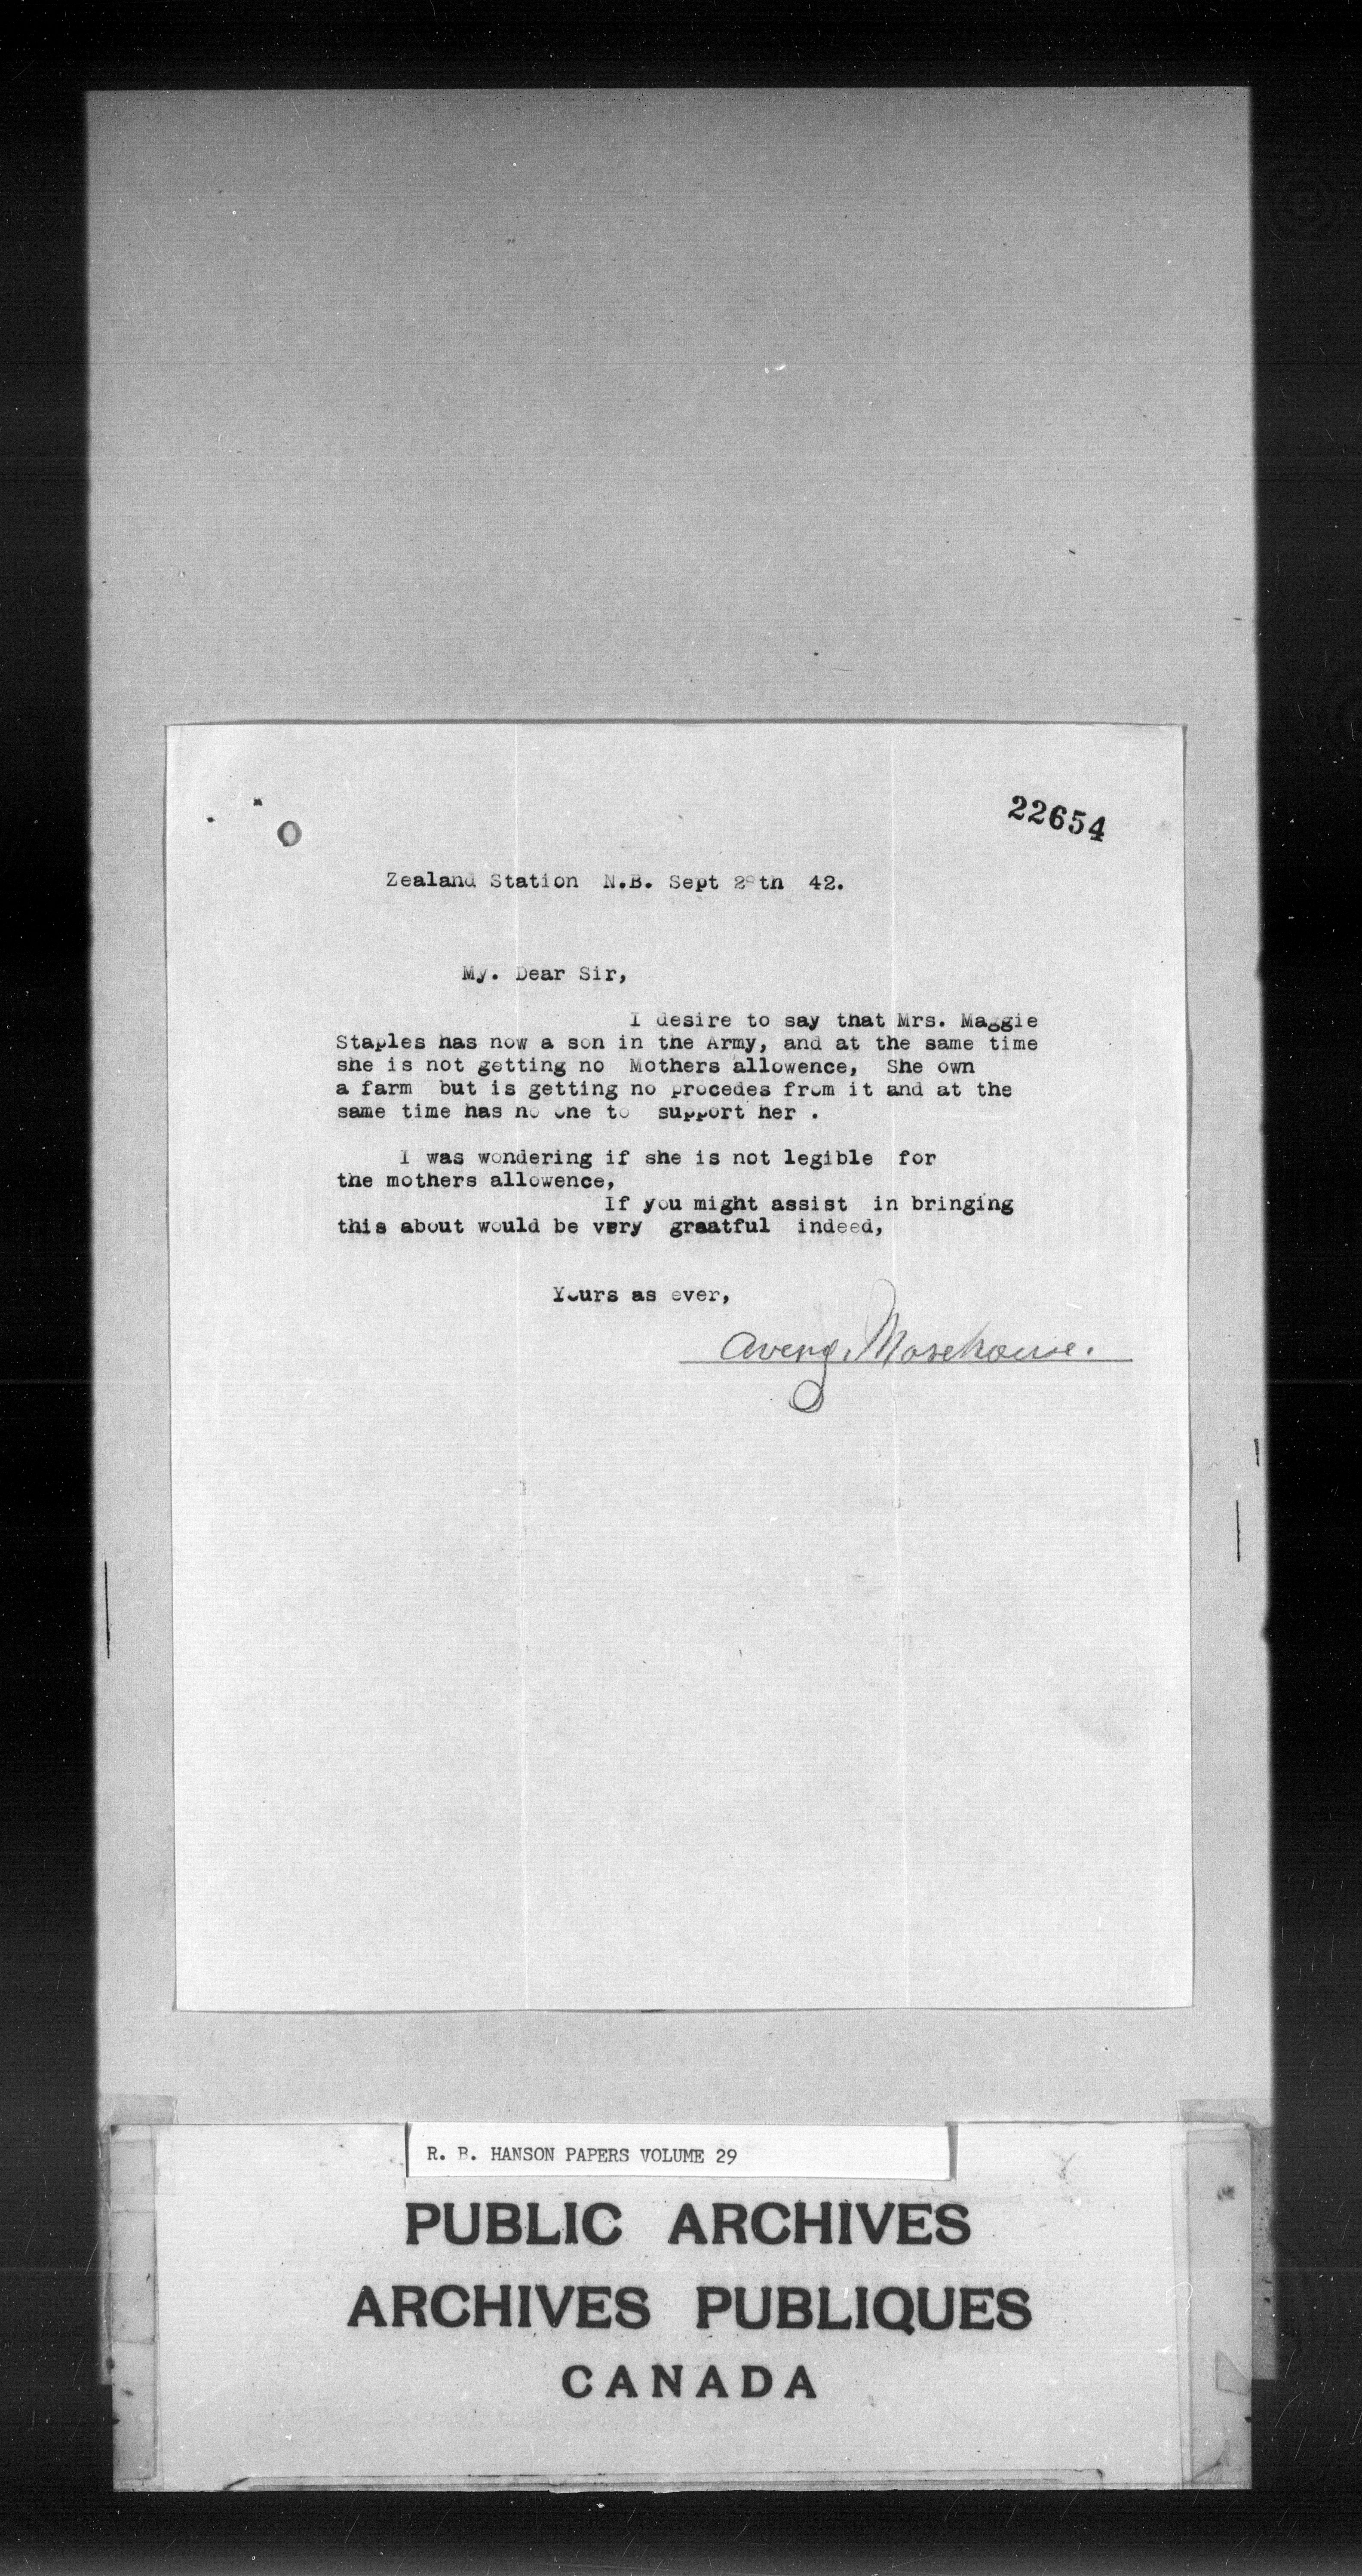 22654
Zealand Station N.B. Sept 2 th 42.
My. Dear Sir,
I desire to say that Mrs. Maggie
Staples has now a son in the Army, and at the same time
she is not getting no Mothers allowence, She own
a farm but is getting no procedes from it and at the
same time has no one to support her .
I was wondering if she is not legible for
the mothers allowence,
If you might assist in bringing
this about would be very graatful indeed,
Yours as ever,
Avery Morehouse.
R. B. HANSON PAPERS VOLUME 29
PUBLIC ARCHIVES
ARCHIVES PUBLIQUES
CANADA